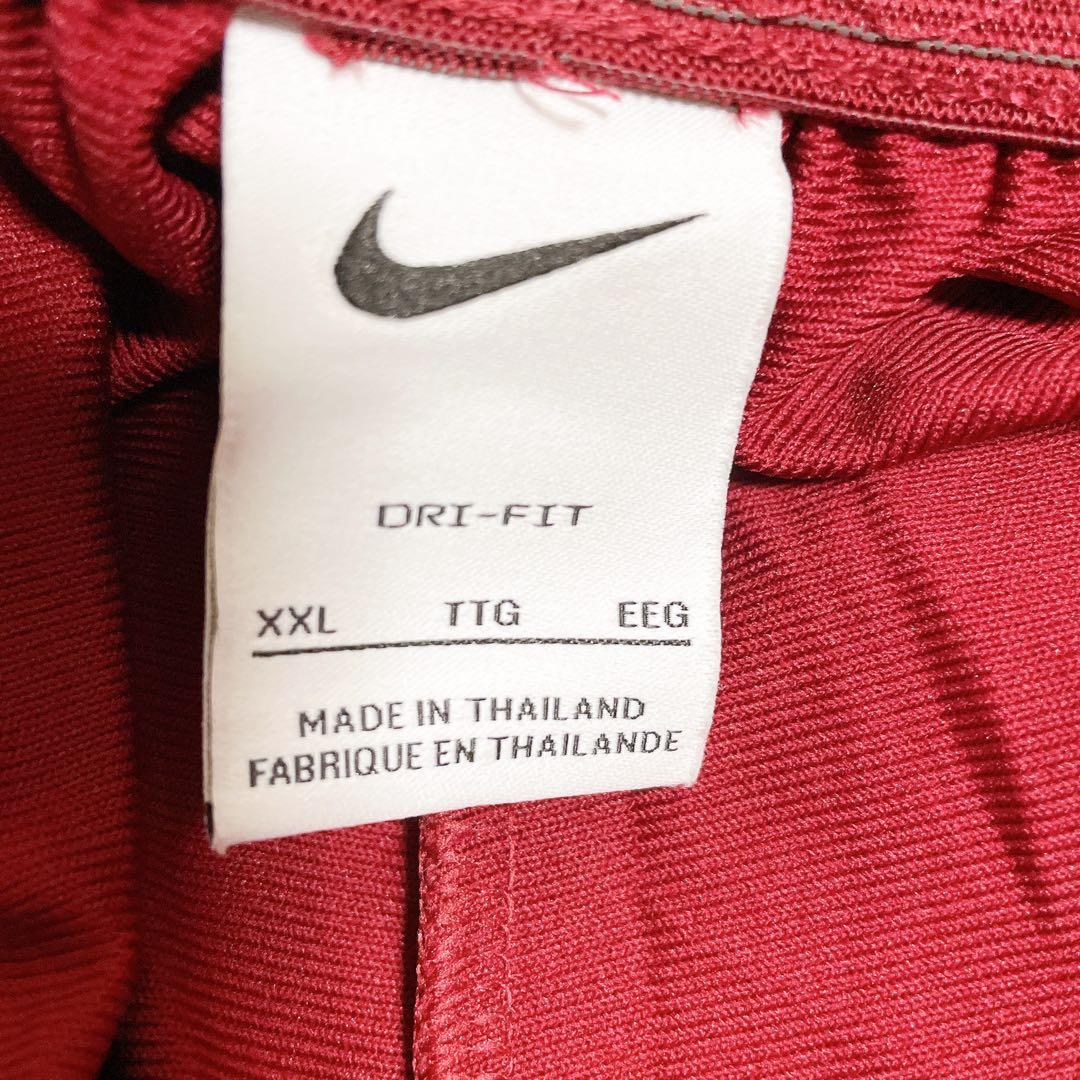 DRI-FIT
XXL TTG EEG
MADE IN THAILAND
FABRIQUE EN THAILANDE